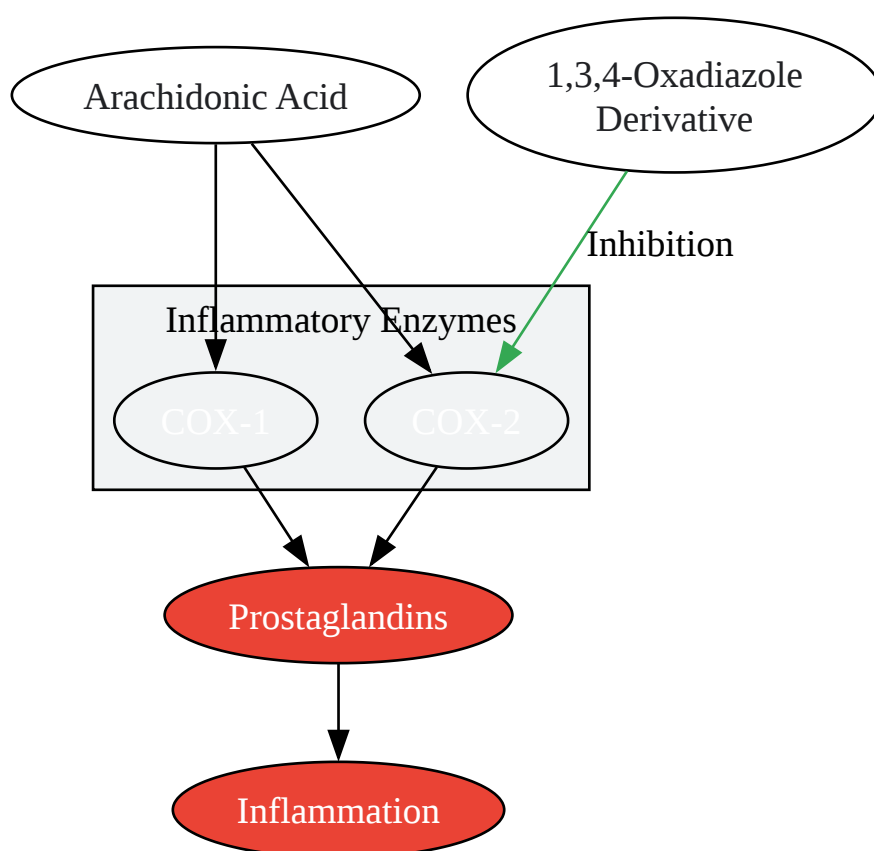 Arachidonic Acid
1,3,4-Oxadiazole
Derivative
Inhibition
Inflammatory Enzymes
COX-1
COX-2
Prostaglandins
Inflammation